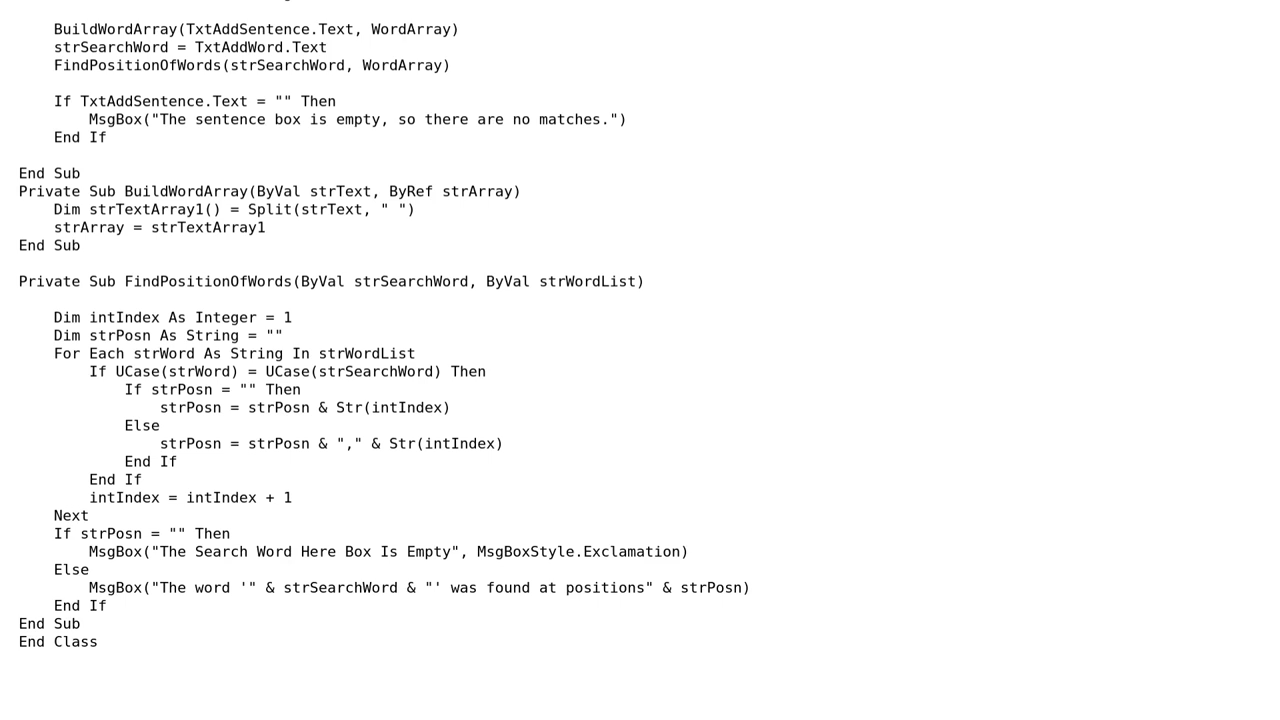 BuildWordArray(TxtAddSentence.Text, WordArray)
strSearchWord = TxtAddWord.Text
FindPositionOfWords(strSearchWord, WordArray)
If TxtAddSentence.Text = "" Then
MsgBox("The sentence box is empty, so there are no matches.")
End If
End Sub
Private Sub BuildWordArray(ByVal strText, ByRef strArray)
Dim strTextArray1() = Split(strText, " ")
strArray = strTextArray1
End Sub
Private Sub FindPositionOfWords(ByVal strSearchWord, ByVal strWordList)
Dim intIndex As Integer = 1
Dim strPosn As String = ""
For Each strWord As String In strWordList
If UCase(strWord) = UCase(strSearchWord) Then
If strPosn = "" Then
strPosn = strPosn & Str(intIndex)
Else
strPosn = strPosn & "," & Str(intIndex)
End If
End If
intIndex = intIndex + 1
Next
If strPosn = "" Then
MsgBox("The Search Word Here Box Is Empty", MsgBoxStyle.Exclamation)
Else
MsgBox("The word '" & strSearchWord & "' was found at positions" & strPosn)
End If
End Sub
End Class